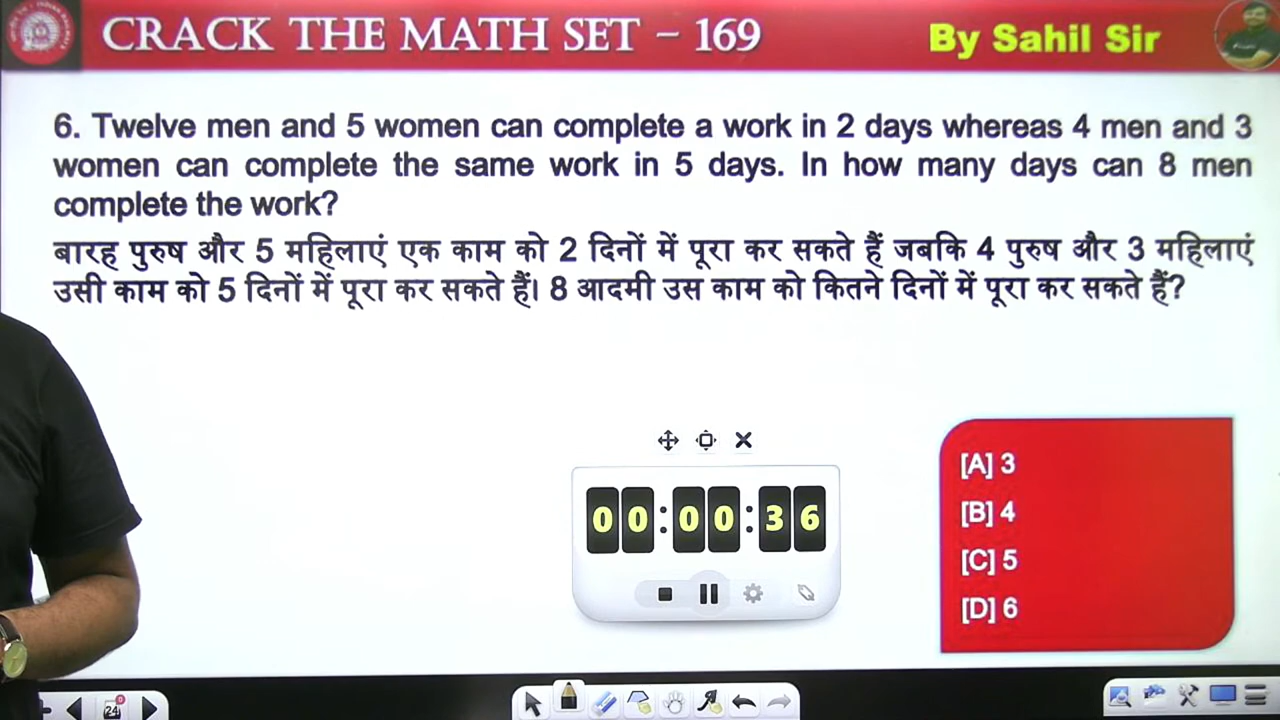 CRACK THE MATH SET - 169
By Sahil Sir
6. Twelve men and 5 women can complete a work in 2 days whereas 4 men and 3
women can complete the same work in 5 days. In how many days can 8 men
complete the work?
बारह पुरुष और 5 महिलाएं एक काम को 2 दिनों में पूरा कर सकते हैं जबकि 4 पुरुष और 3 महिलाएं
उसी काम को 5 दिनों में पूरा कर सकते हैं। 8 आदमी उस काम को कितने दिनों में पूरा कर सकते हैं?
[A] 3
[B] 4
[C] 5
[D] 6
00:00:36
24